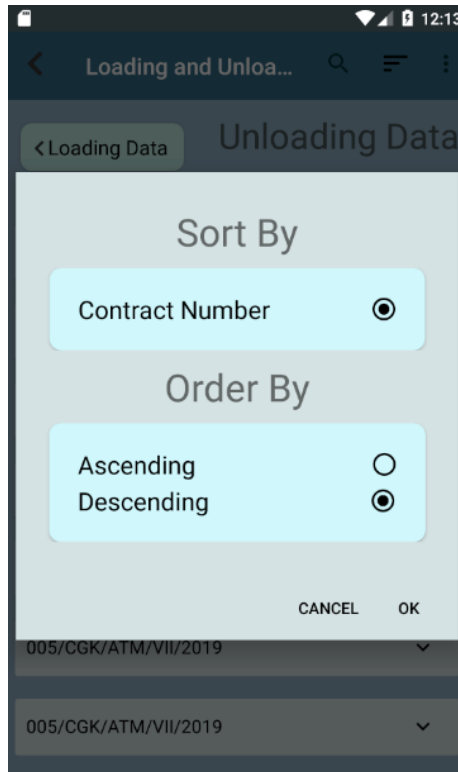 12:13
Loading and Unloa...
<Loading Data
Unloading Data
Sort By
Contract Number
Order By
Ascending
Descending
CANCEL OK
005/CGK/ATM/VII/2019
005/CGK/ATM/VII/2019